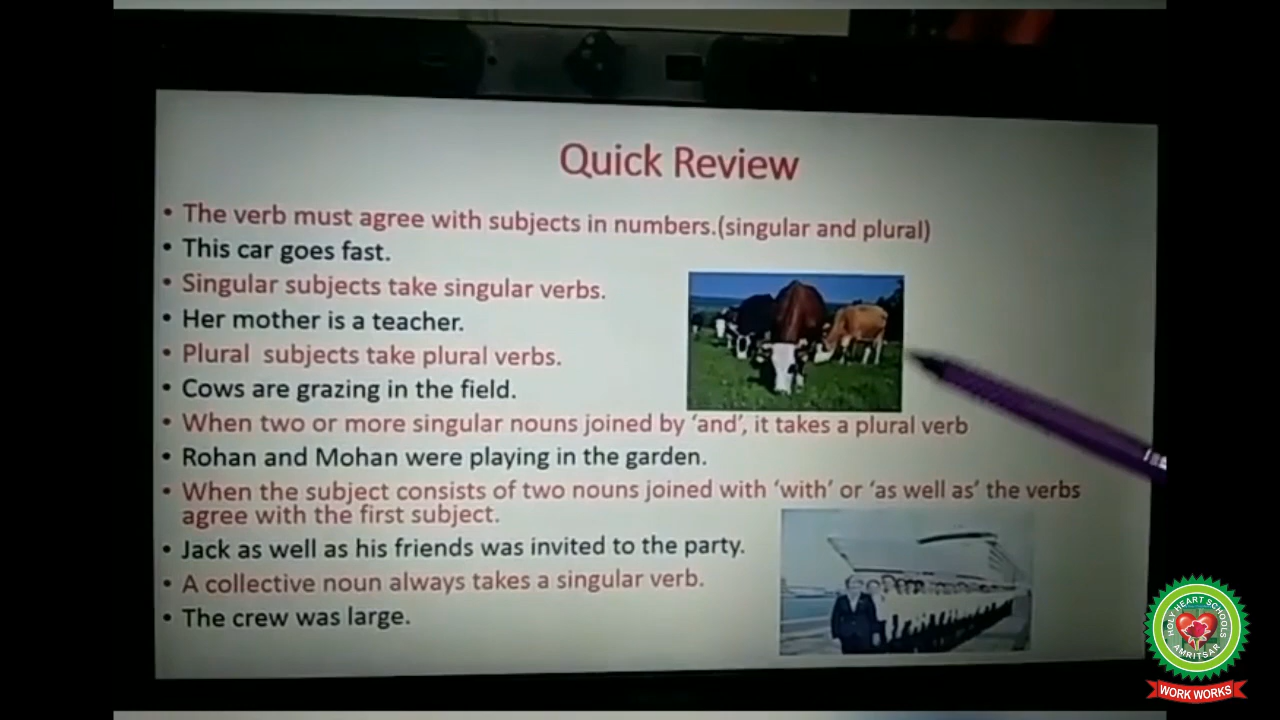 Quick Review
• The verb must agree with subjects in numbers.(singular and plural)
• This car goes fast.
• Singular subjects take singular verbs.
• Her mother is a teacher.
• Plural subjects take plural verbs.
• Cows are grazing in the field.
• When two or more singular nouns joined by ‘and’, it takes a plural verb
• Rohan and Mohan were playing in the garden.
• When the subject consists of two nouns joined with ‘with’ or ‘as well as’ the verbs
agree with the first subject.
• Jack as well as his friends was invited to the party.
• A collective noun always takes a singular verb.
• The crew was large.
HOLY HEART SCHOOLS
AMRITSAR
WORK WORKS